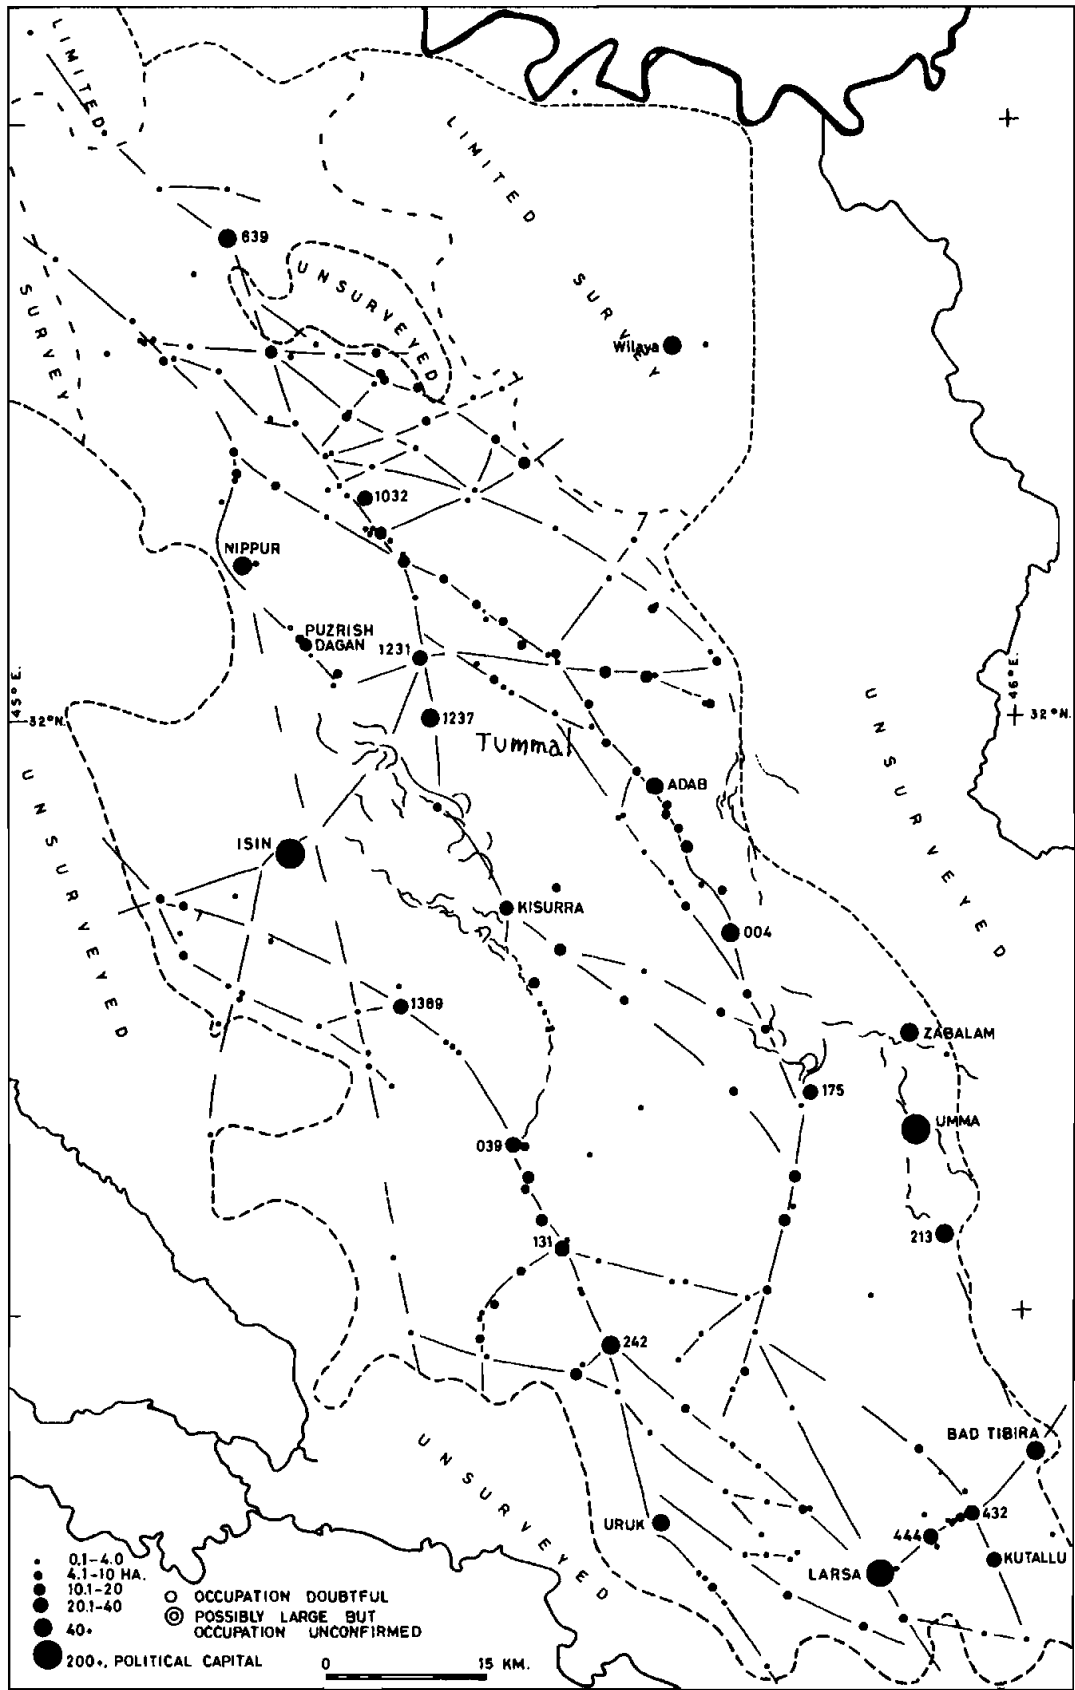 LIMITED
LIMITED
SURVEY
SURVEY
639
UNSURVEYED
Wilaya
1032
NIPPUR
PUZRISH
DAGAN
1231
45° E.
32° N.
46° E.
32° N.
1237
Tummal
UNSURVEYED
UNSURVEYED
ADAB
ISIN
KISURRA
004
1389
ZABALAM
175
UMMA
039
213
131
242
UNSURVEYED
BAD TIBIRA
URUK
432
444
KUTALLU
LARSA
0.1-4.0
4.1-10 HA.
10.1-20
20.1-40
40+
200+, POLITICAL CAPITAL
OCCUPATION DOUBTFUL
POSSIBLY LARGE BUT
OCCUPATION UNCONFIRMED
0 15 KM.